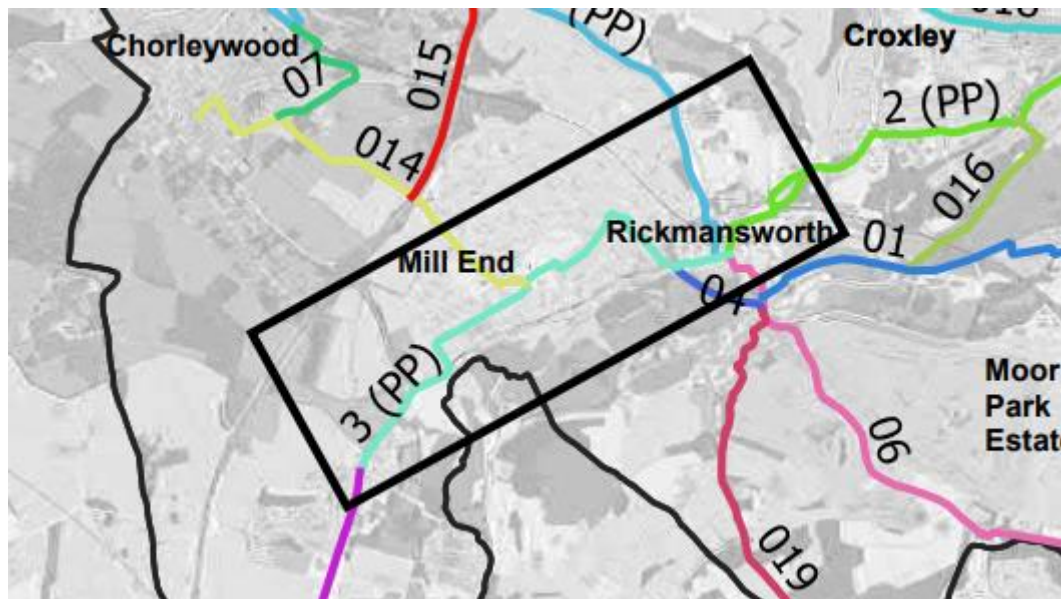 (PP)
018
Croxley
Chorleywood
07
015
2 (PP)
014
016
Rickmansworth
01
Mill End
04
3 (PP)
Moor
Park
Estat
06
019